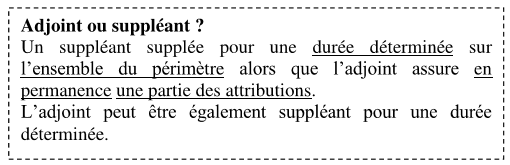 Adjoint ou suppléant ?
Un suppléant supplée pour une durée déterminée sur
l'ensemble du périmètre alors que l'adjoint assure en
permanence une partie des attributions.
L'adjoint peut être également suppléant pour une durée
déterminée.